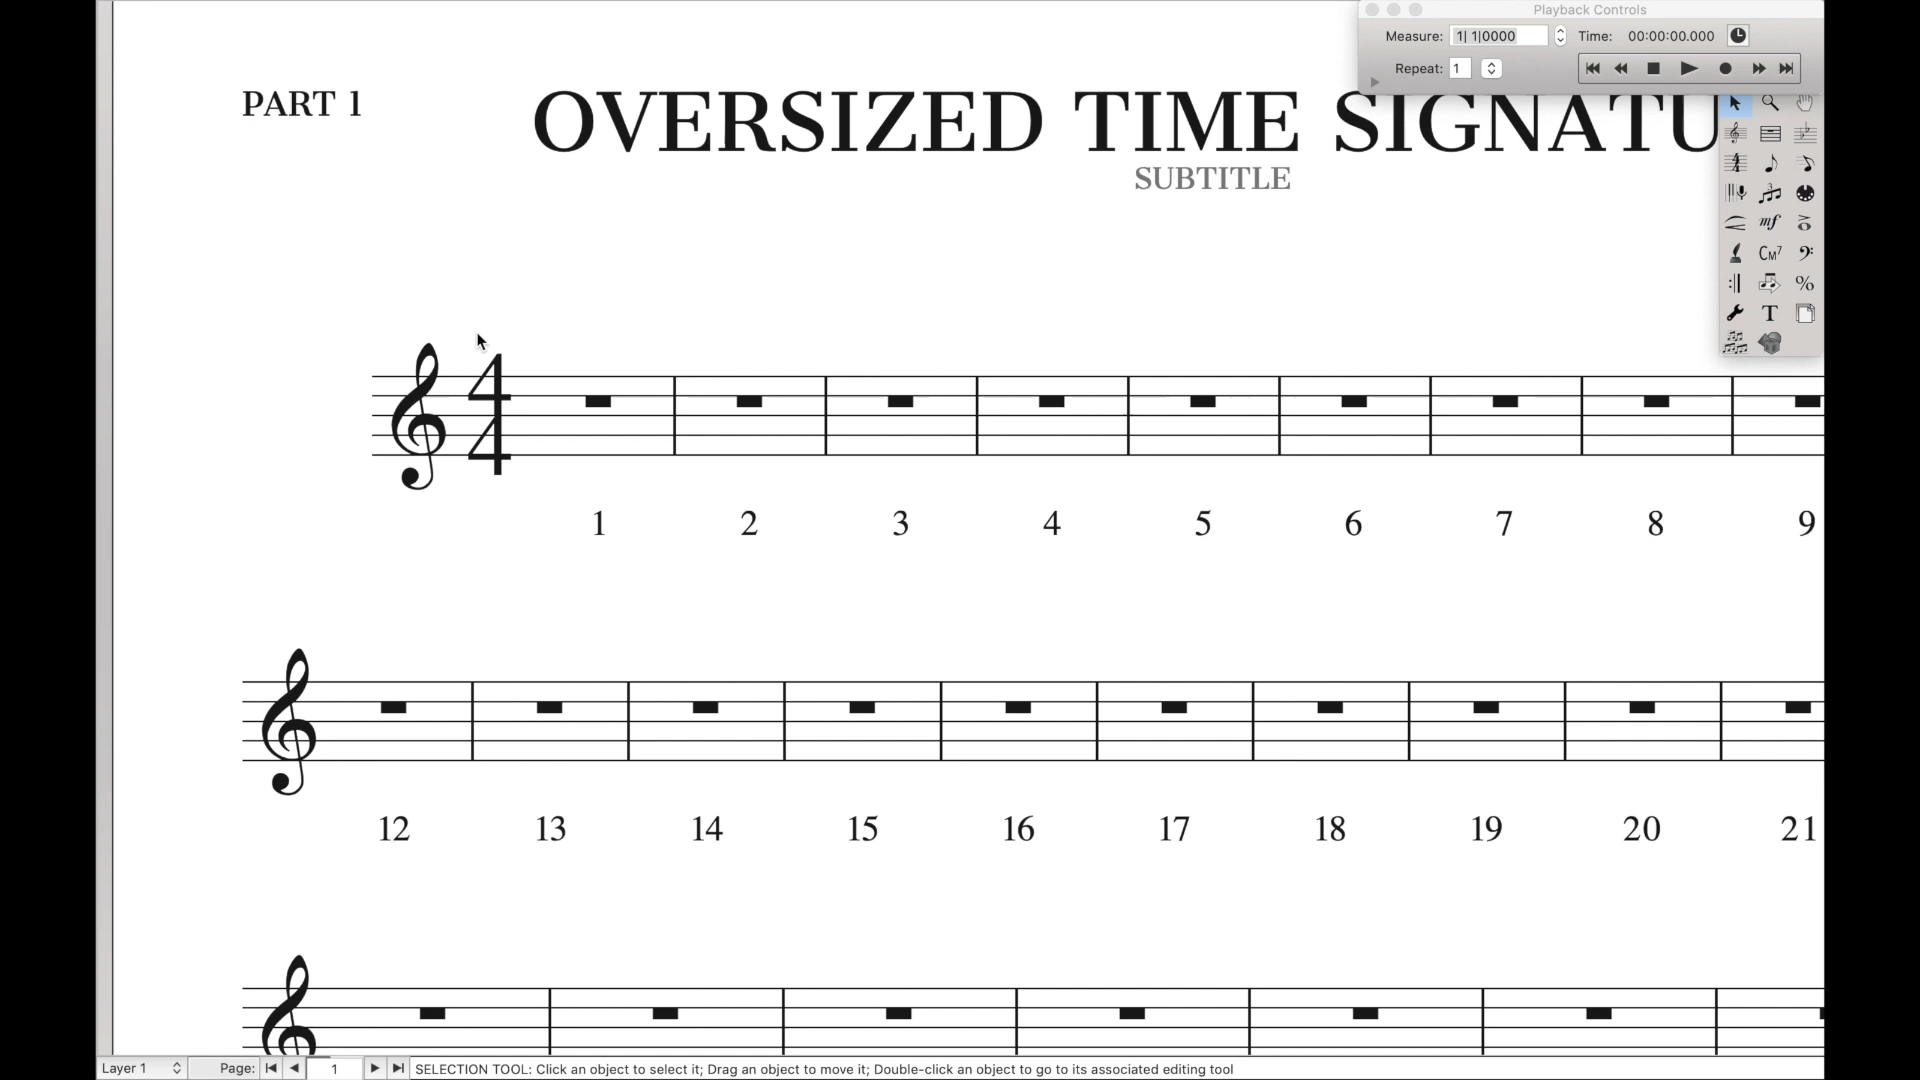 Playback Controls
Measure: 1| 1|0000 Time: 00:00:00.000
Repeat: 1
PART 1
OVERSIZED TIME SIGNATU
SUBTITLE
3
mf
CM7
%
T
4
4
1 2 3 4 5 6 7 8 9
12 13 14 15 16 17 18 19 20 21
Layer 1 Page: 1 SELECTION TOOL: Click an object to select it; Drag an object to move it; Double-click an object to go to its associated editing tool